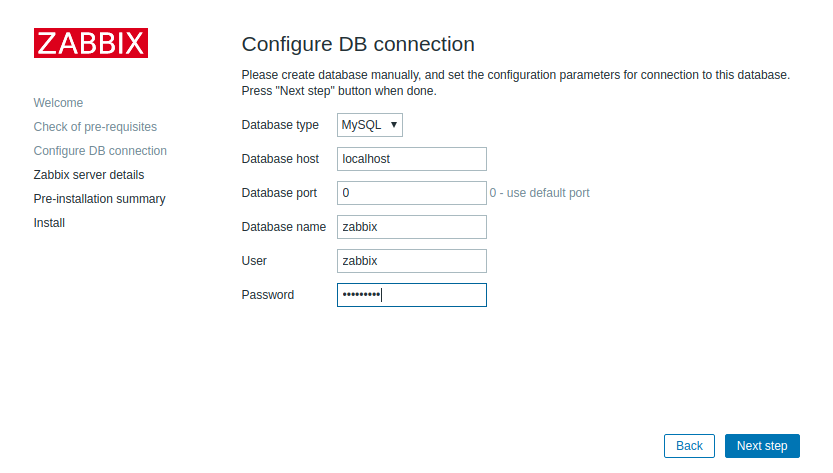 ZABBIX
Welcome
Check of pre-requisites
Configure DB connection
Zabbix server details
Pre-installation summary
Install
Configure DB connection
Please create database manually, and set the configuration parameters for connection to this database.
Press "Next step" button when done.
Database type MySQL ▼
Database host localhost
Database port 0 0 - use default port
Database name zabbix
User zabbix
Password •••••••••
Back Next step